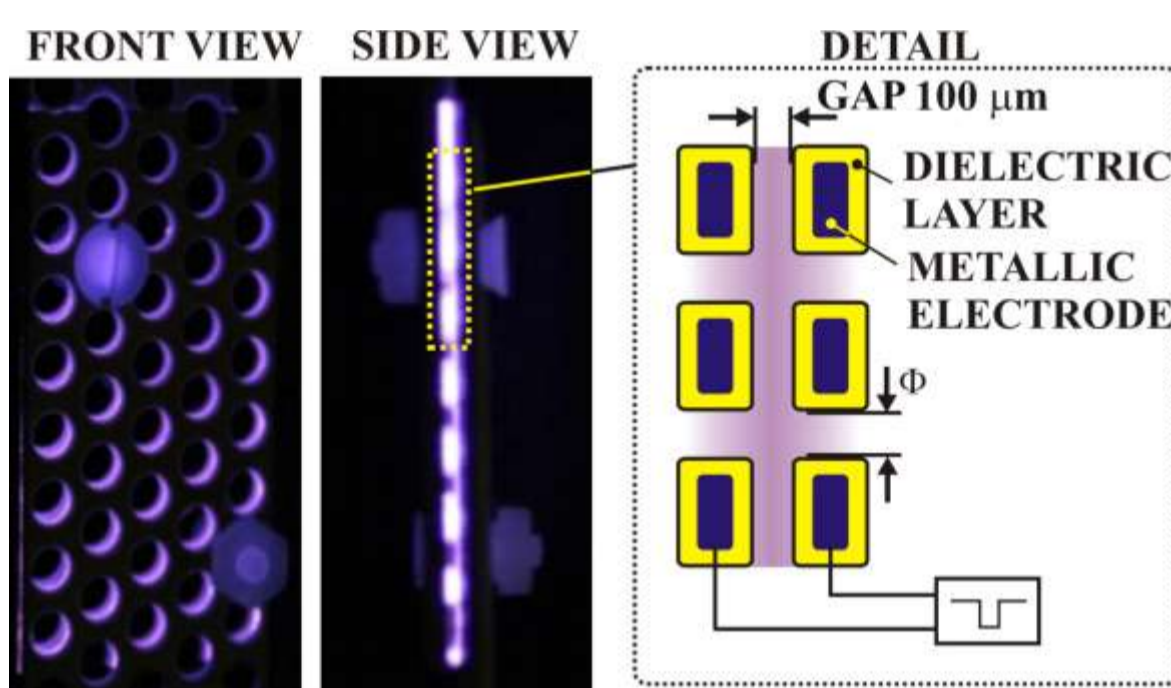 FRONT VIEW
SIDE VIEW
DETAIL
GAP 100 μm
DIELECTRIC
LAYER
METALLIC
ELECTRODE
Φ